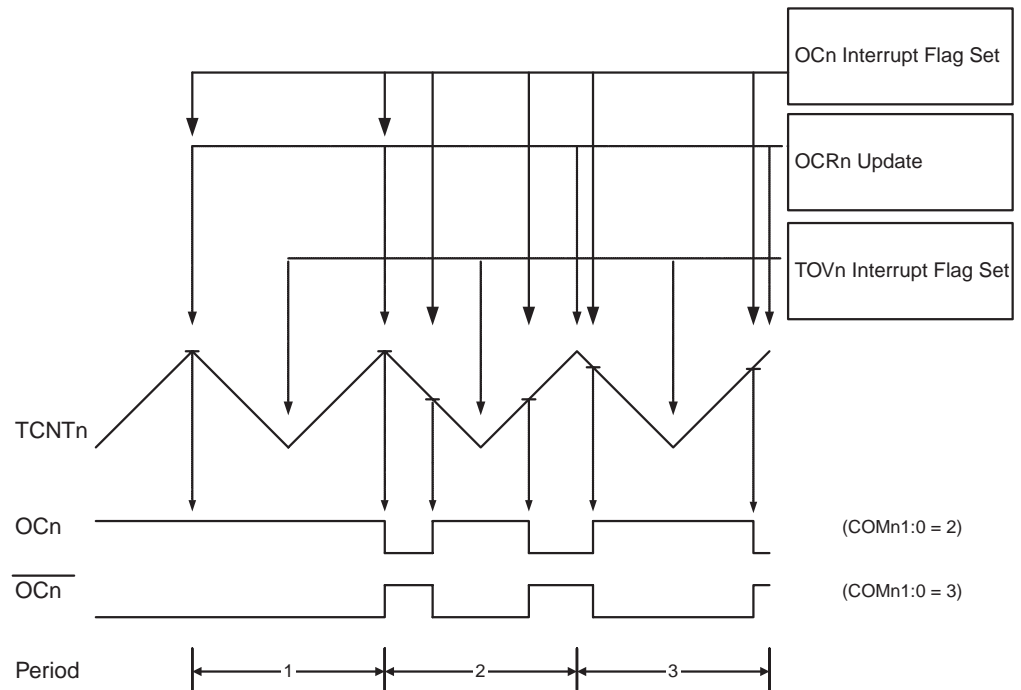 OCn Interrupt Flag Set
OCRn Update
TOVn Interrupt Flag Set
TCNTn
OCn
(COMn1:0 = 2)
OCn
(COMn1:0 = 3)
Period
1
2
3